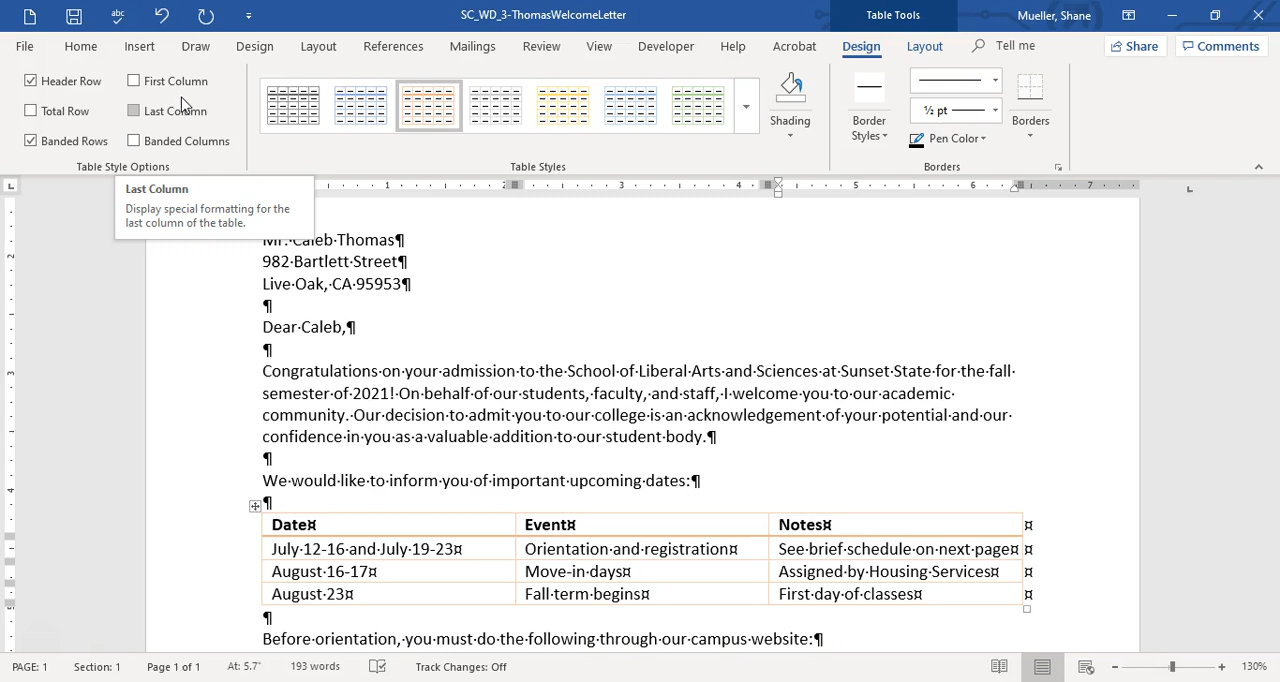 SC_WD_3-ThomasWelcomeLetter
Table Tools
Mueller, Shane
File Home Insert Draw Design Layout References Mailings Review View Developer Help Acrobat Design Layout Tell me Share Comments
Header Row First Column
Total Row Last Column
Banded Rows Banded Columns
Table Style Options
Table Styles
Shading
Border Styles
½ pt
Pen Color
Borders
Borders
Last Column
Display special formatting for the
last column of the table.
1 2 3 4 5 6 7
Mr.·Caleb·Thomas¶
982·Bartlett·Street¶
Live·Oak,·CA·95953¶
¶
Dear·Caleb,¶
¶
Congratulations·on·your·admission·to·the·School·of·Liberal·Arts·and·Sciences·at·Sunset·State·for·the·fall·
semester·of·2021!·On·behalf·of·our·students,·faculty,·and·staff,·I·welcome·you·to·our·academic·
community.·Our·decision·to·admit·you·to·our·college·is·an·acknowledgement·of·your·potential·and·our·
confidence·in·you·as·a·valuable·addition·to·our·student·body.¶
¶
We·would·like·to·inform·you·of·important·upcoming·dates:¶
¶
Date¤ Event¤ Notes¤ ¤
July·12-16·and·July·19-23¤ Orientation·and·registration¤ See·brief·schedule·on·next·page¤ ¤
August·16-17¤ Move-in·days¤ Assigned·by·Housing·Services¤ ¤
August·23¤ Fall·term·begins¤ First·day·of·classes¤ ¤
¶
Before·orientation,·you·must·do·the·following·through·our·campus·website:¶
PAGE: 1 Section: 1 Page 1 of 1 At: 5.7" 193 words Track Changes: Off 130%